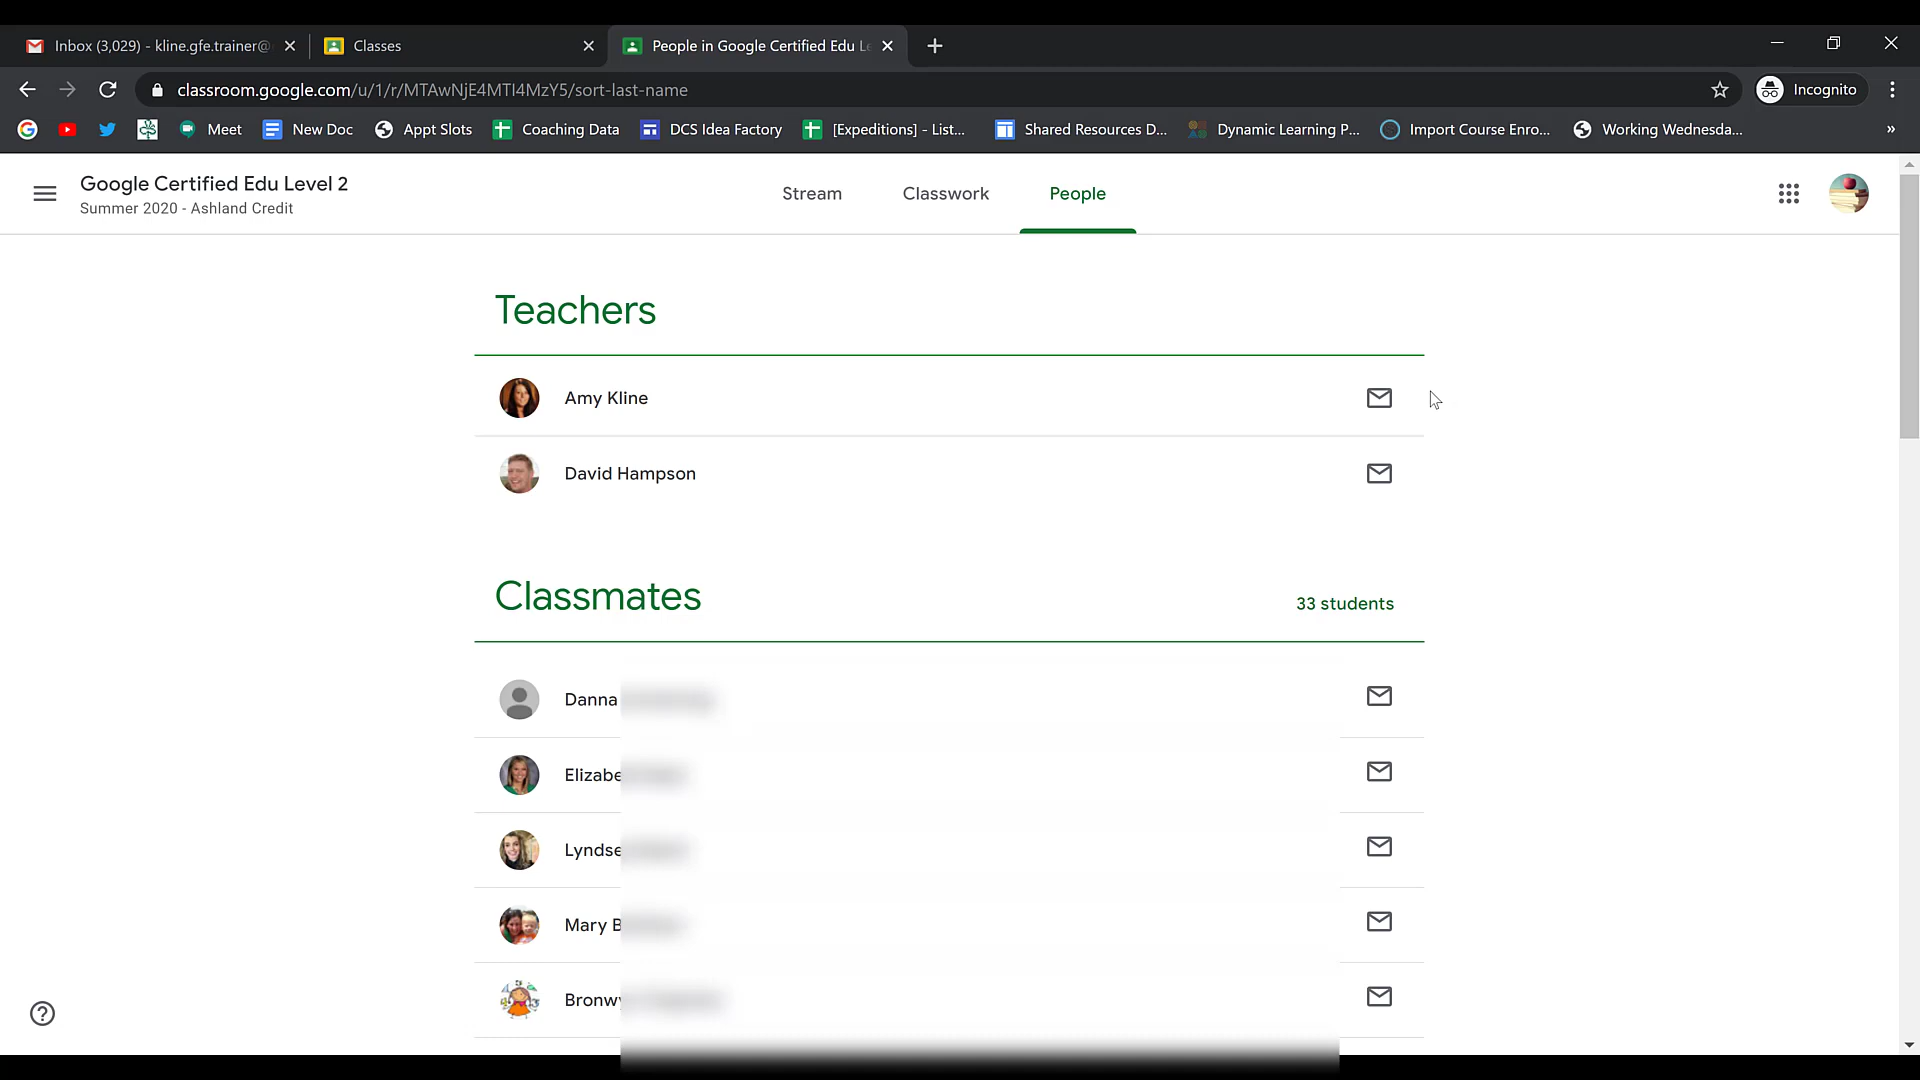 Inbox (3,029) - kline.gfe.trainer@
Classes
People in Google Certified Edu Le
classroom.google.com/u/1/r/MTAwNjE4MTI4MzY5/sort-last-name
Incognito
Meet
New Doc
Appt Slots
Coaching Data
DCS Idea Factory
[Expeditions] - List...
Shared Resources D...
Dynamic Learning P...
Import Course Enro...
Working Wednesda...
»
Google Certified Edu Level 2
Summer 2020 - Ashland Credit
Stream
Classwork
People
Teachers
Amy Kline
David Hampson
Classmates
33 students
Danna
Elizabe
Lyndse
Mary B
Bronwy